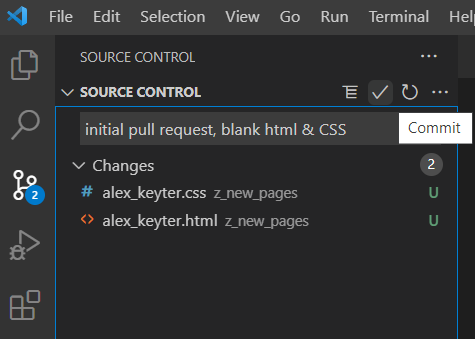 File Edit Selection View Go Run Terminal Hel
SOURCE CONTROL ···
SOURCE CONTROL ···
initial pull request, blank html & CSS
Commit
Changes 2
# alex_keyter.css z_new_pages U
<> alex_keyter.html z_new_pages U
2